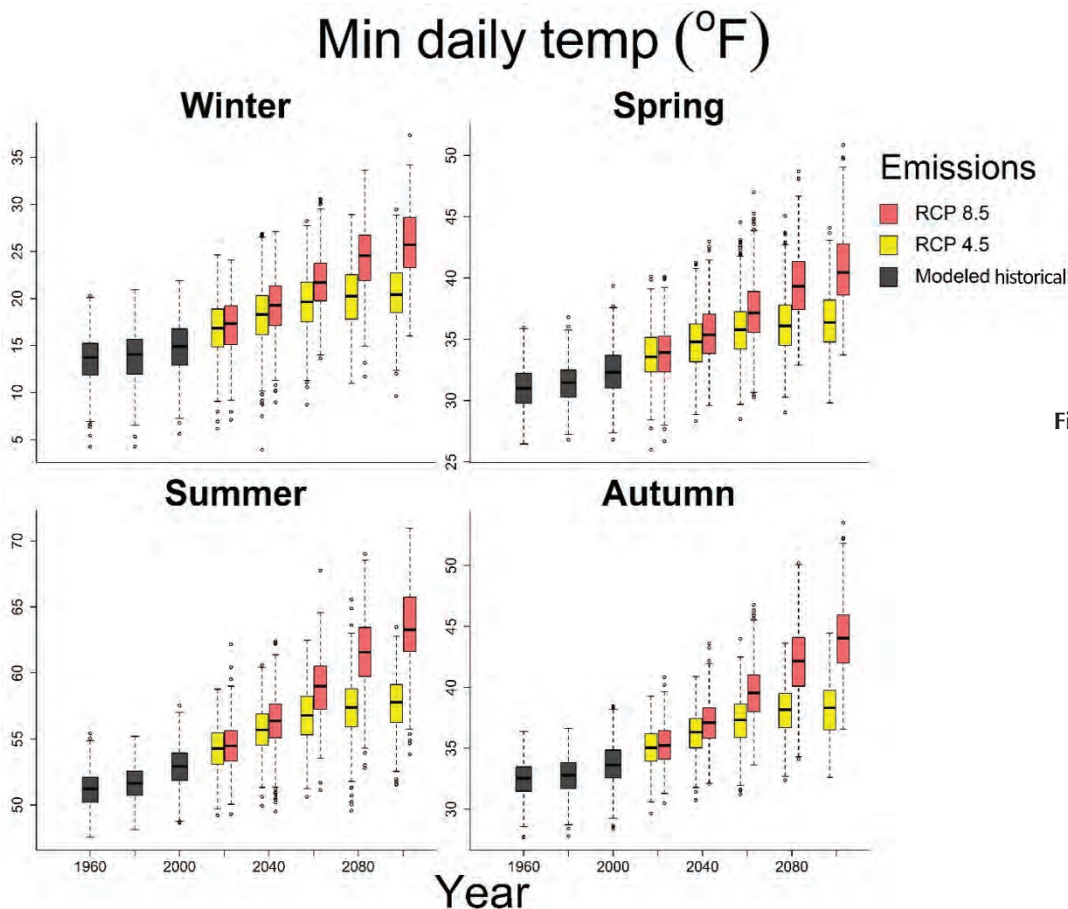 Min daily temp (°F)
Winter
Spring
35
30
25
20
15
10
5
50
45
40
35
30
25
Emissions
RCP 8.5
RCP 4.5
Modeled historical
Fi
Summer
Autumn
70
65
60
55
50
50
45
40
35
30
1960
2000
2040
2080
1960
2000
2040
2080
Year